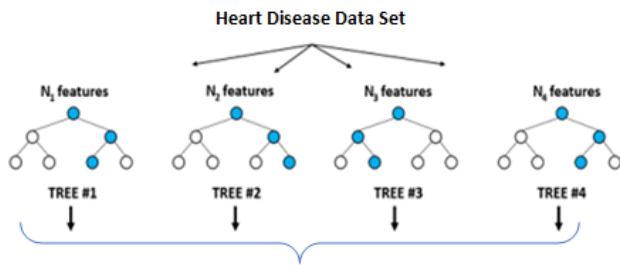 Heart Disease Data Set
N1 features
N2 features
N3 features
N4 features
TREE #1
TREE #2
TREE #3
TREE #4